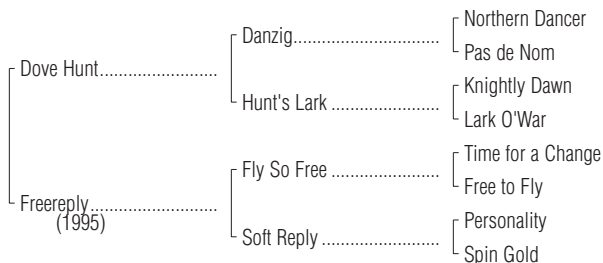 Northern Dancer
Danzig
Pas de Nom
Dove Hunt
Knightly Dawn
Hunt's Lark
Lark O'War
Time for a Change
Fly So Free
Free to Fly
Freereply
(1995)
Personality
Soft Reply
Spin Gold